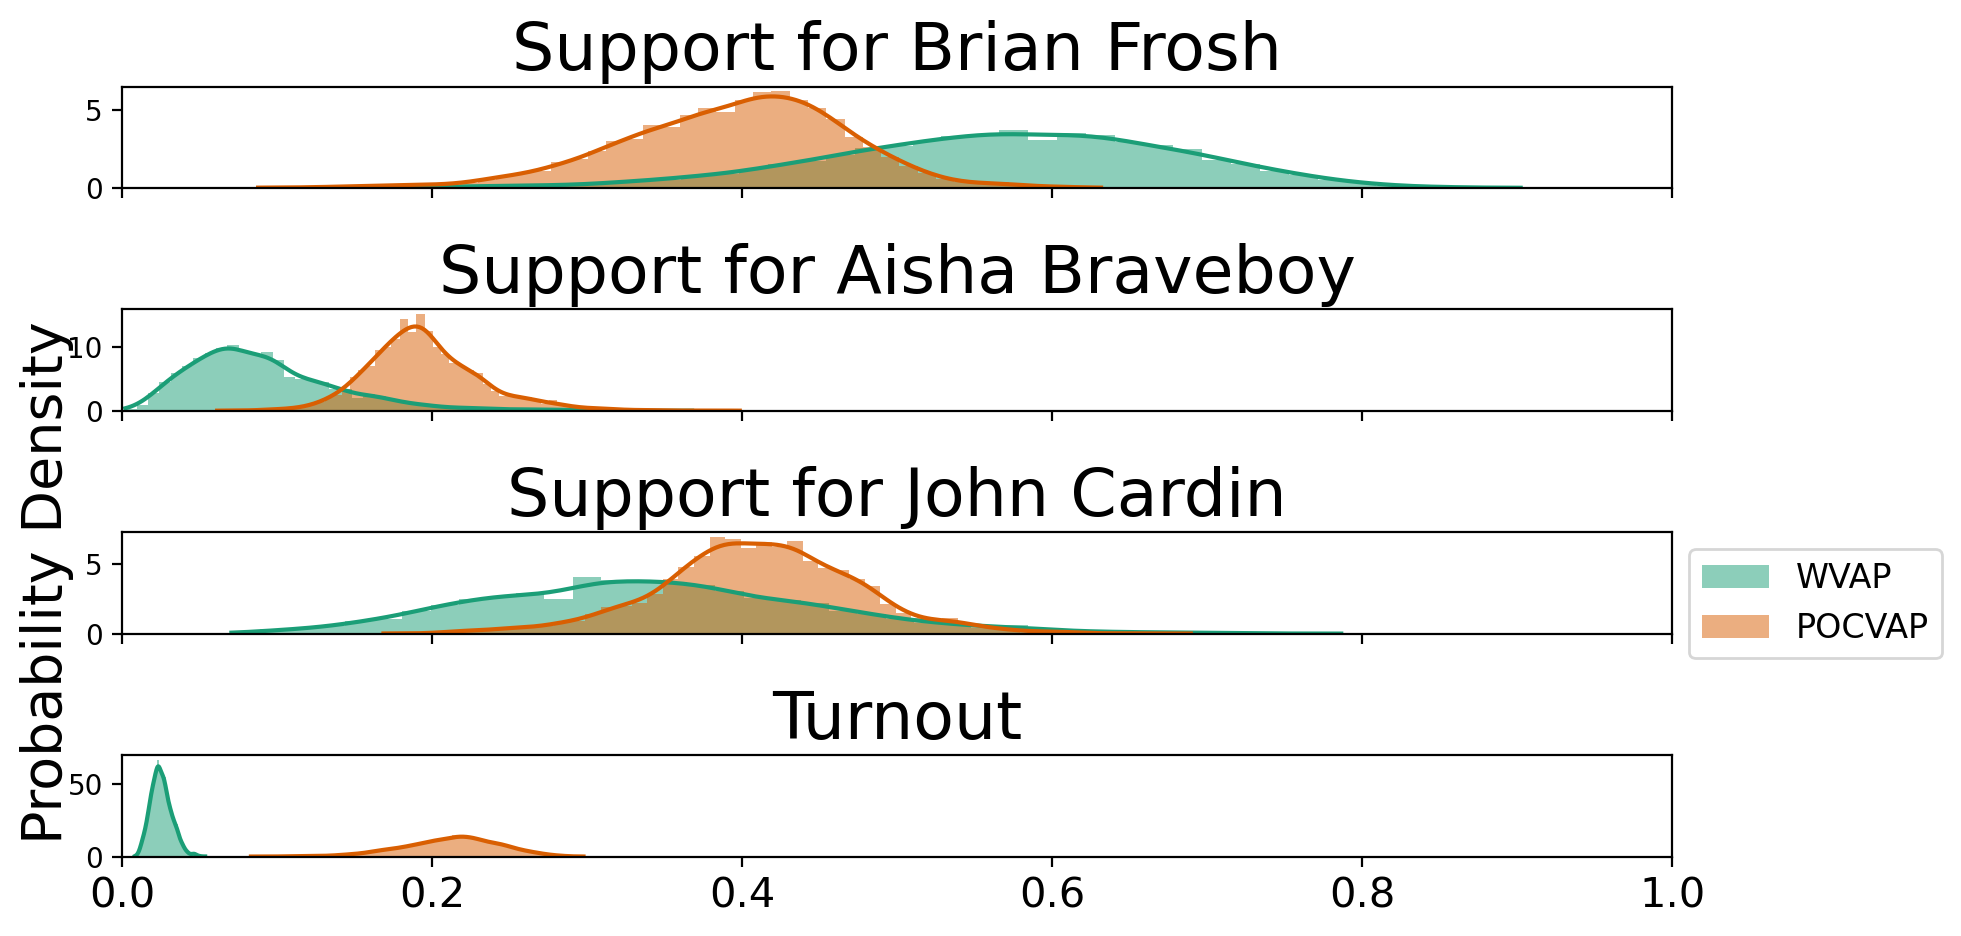 Support for Brian Frosh
5
0
Support for Aisha Braveboy
10
0
Support for John Cardin
5
0
Turnout
50
0
0.0 0.2 0.4 0.6 0.8 1.0
Probability Density
WVAP
POCVAP